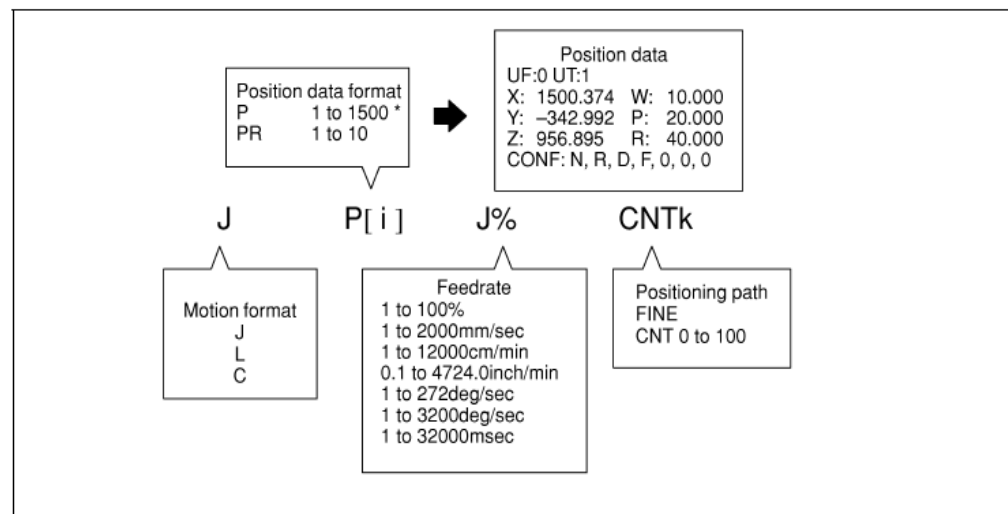 Position data format
P 1 to 1500 *
PR 1 to 10
Position data
UF:0 UT:1
X: 1500.374 W: 10.000
Y: –342.992 P: 20.000
Z: 956.895 R: 40.000
CONF: N, R, D, F, 0, 0, 0
J P[ i ] J% CNTk
Motion format
J
L
C
Feedrate
1 to 100%
1 to 2000mm/sec
1 to 12000cm/min
0.1 to 4724.0inch/min
1 to 272deg/sec
1 to 3200deg/sec
1 to 32000msec
Positioning path
FINE
CNT 0 to 100